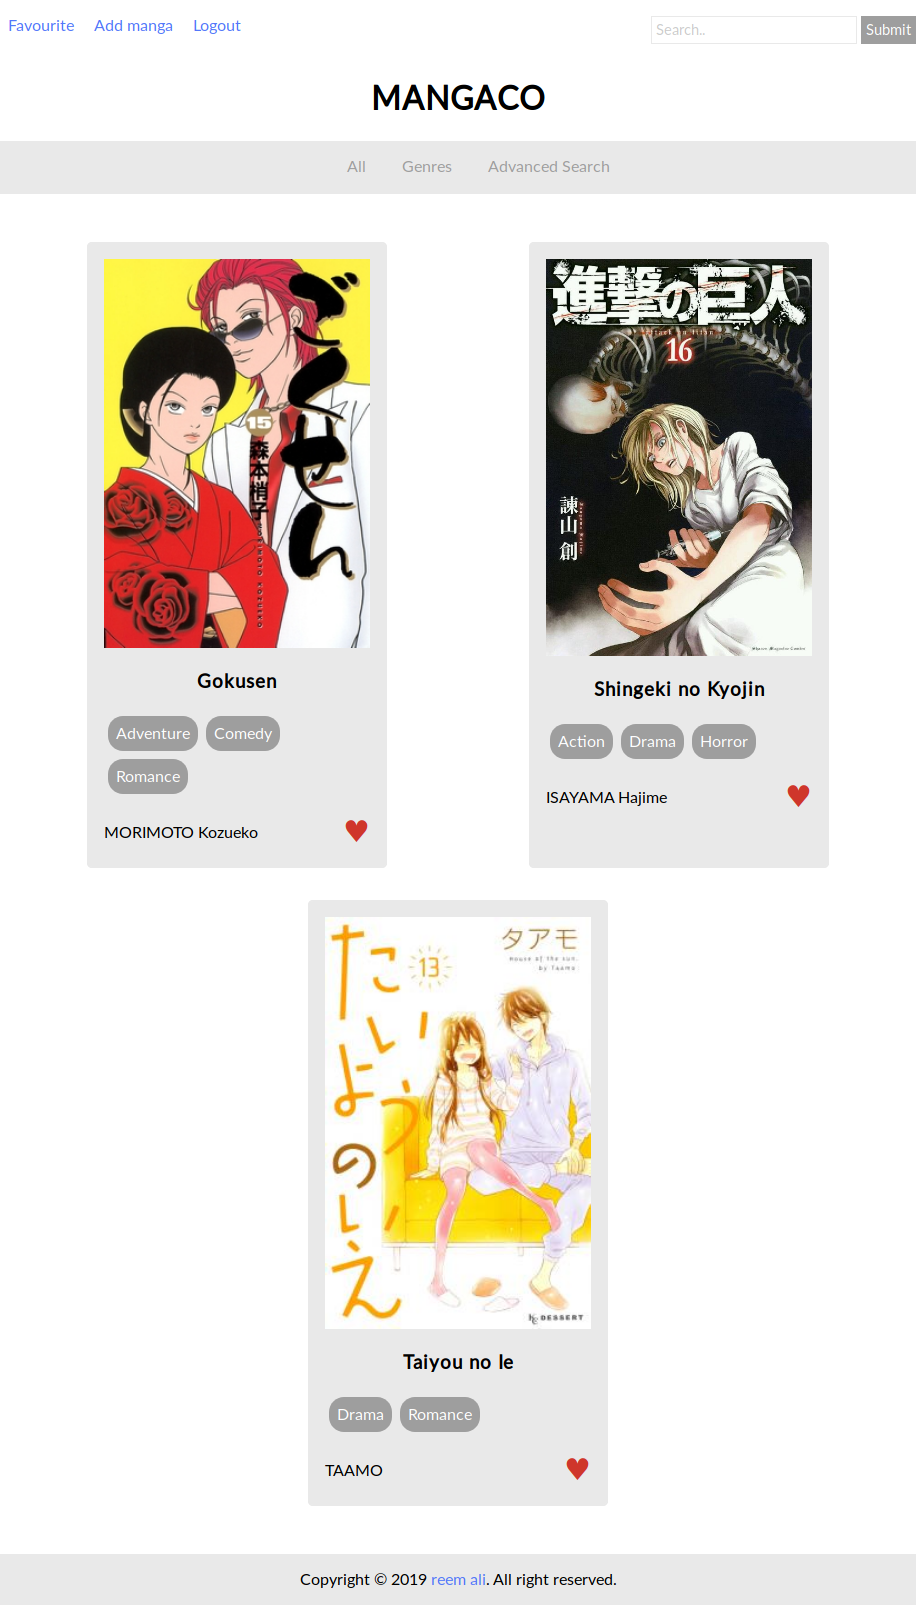 Favourite Add manga Logout
Search.. Submit
MANGACO
All Genres Advanced Search
ごくせん
15
森本梢子
MORIMOTO KOZUEKO
Gokusen
Adventure Comedy
Romance
MORIMOTO Kozueko
進撃の巨人
attack on titan
16
諫山創
Shingeki no Kyojin
Action Drama Horror
ISAYAMA Hajime
タアモ
House of the sun.
by Taamo
13
たいようのいえ
KC DESSERT
Taiyou no Ie
Drama Romance
TAAMO
Copyright © 2019 reem ali. All right reserved.